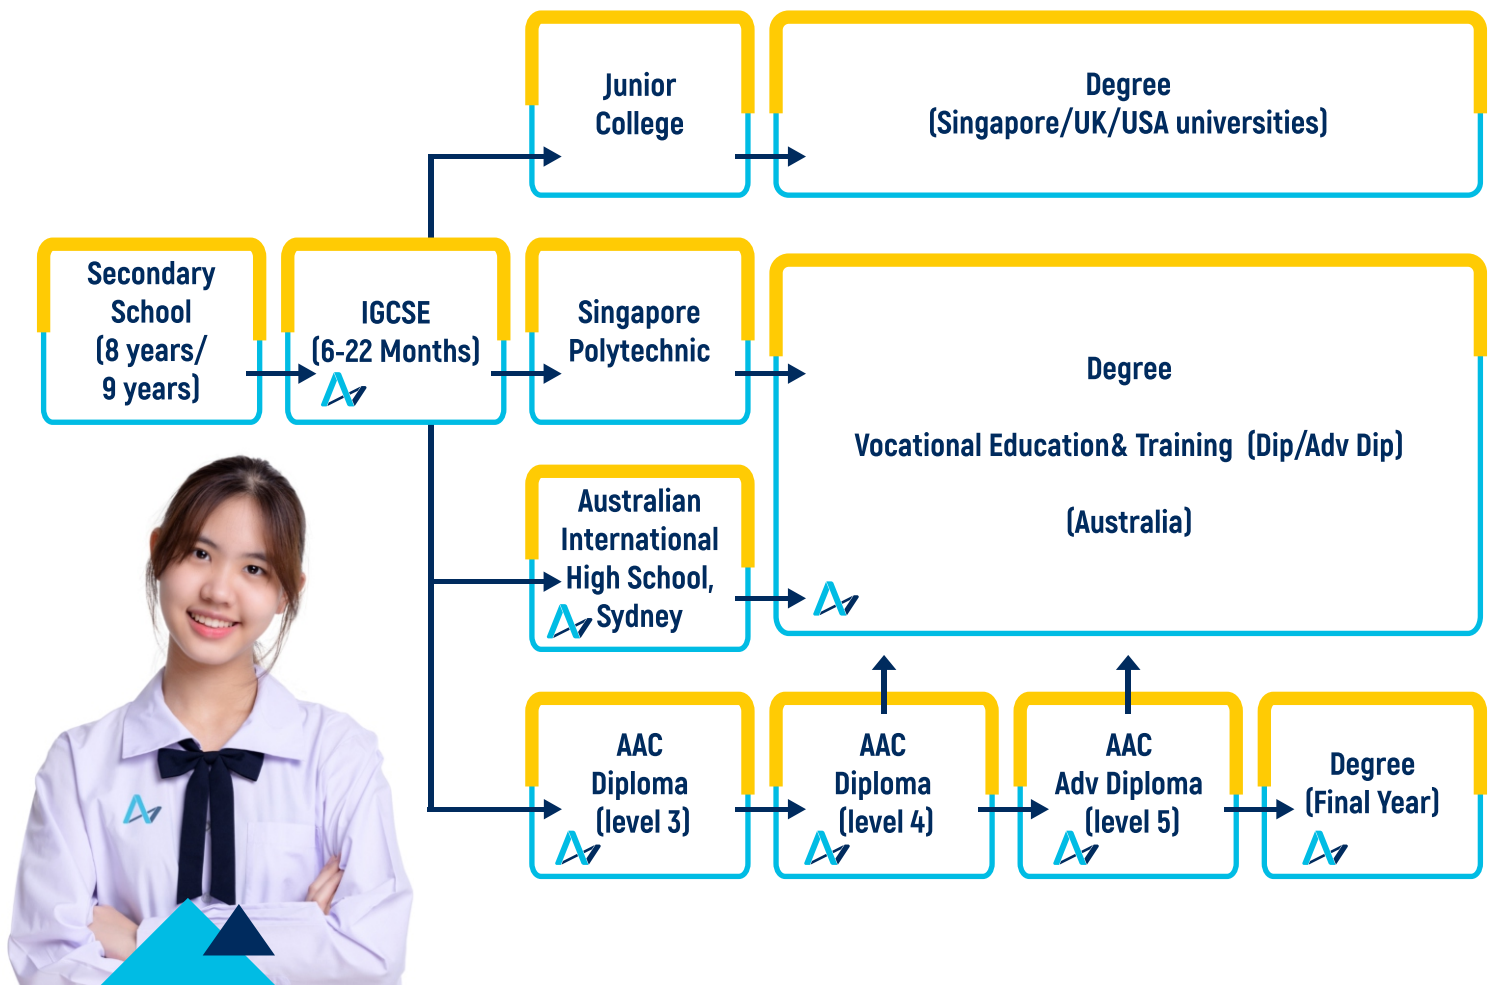 Junior
College
Degree
(Singapore/UK/USA universities)
Secondary
School
(8 years/
9 years)
IGCSE
(6-22 Months)
Singapore
Polytechnic
Degree
Vocational Education& Training (Dip/Adv Dip)
(Australia)
Australian
International
High School,
Sydney
AAC
Diploma
(level 3)
AAC
Diploma
(level 4)
AAC
Adv Diploma
(level 5)
Degree
(Final Year)